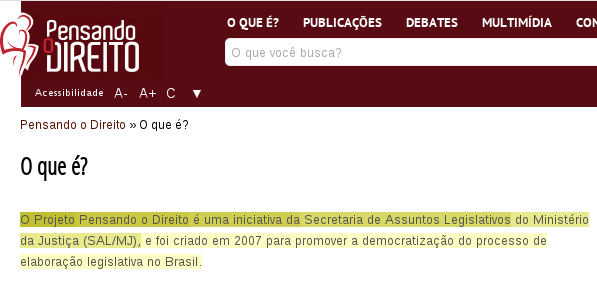 Pensando
O DIREITO
O QUE É? PUBLICAÇÕES DEBATES MULTIMÍDIA CON
O que você busca?
Acessibilidade A- A+ C ▼
Pensando o Direito » O que é?
O que é?
O Projeto Pensando o Direito é uma iniciativa da Secretaria de Assuntos Legislativos do Ministério
da Justiça (SAL/MJ), e foi criado em 2007 para promover a democratização do processo de
elaboração legislativa no Brasil.